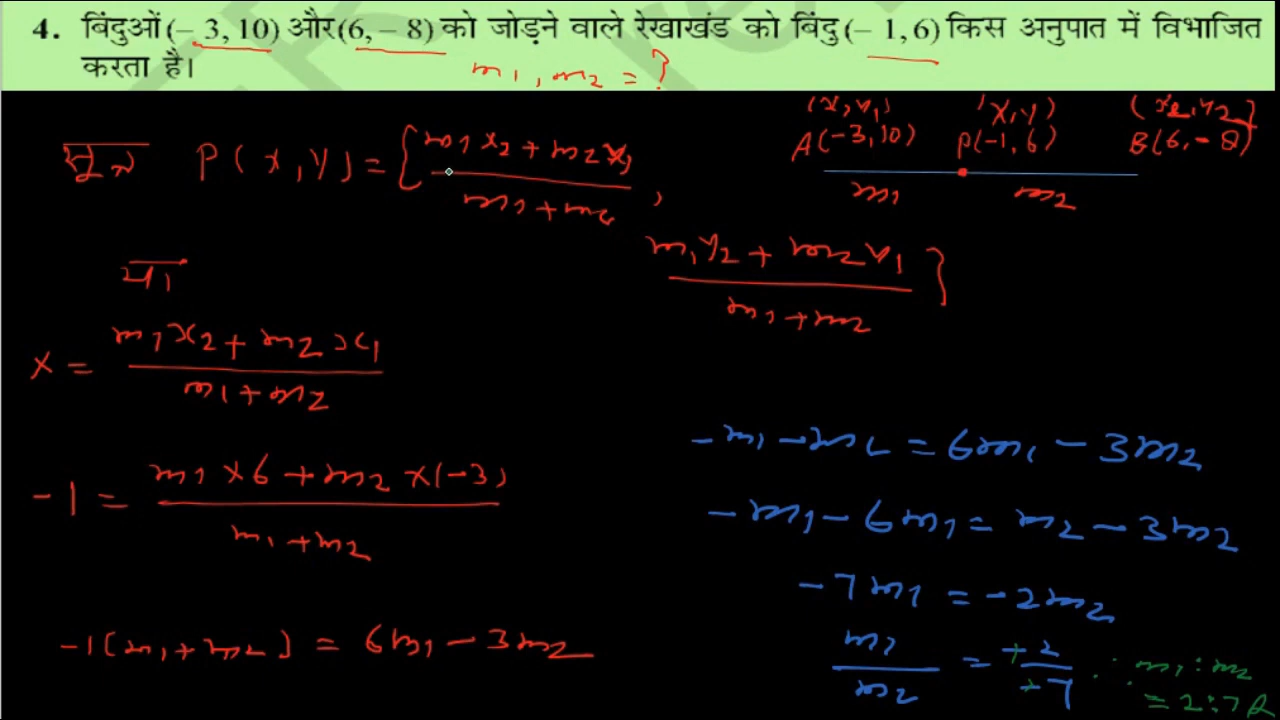 4. बिंदुओं (– 3, 10) और (6, – 8) को जोड़ने वाले रेखाखंड को बिंदु (– 1, 6) किस अनुपात में विभाजित
करता है।
m1, m2 = ?
(x1, y1) (x, y) (x2, y2)
A(-3, 10) P(-1, 6) B(6, -8)
m1 m2
सूत्र P(x, y) = { (m1x2 + m2x1) / (m1 + m2) ,
(m1y2 + m2y1) / (m1 + m2) }
या
x = (m1x2 + m2x1) / (m1 + m2)
-1 = (m1 × 6 + m2 × (-3)) / (m1 + m2)
-1(m1 + m2) = 6m1 - 3m2
-m1 - m2 = 6m1 - 3m2
-m1 - 6m1 = m2 - 3m2
-7m1 = -2m2
m1 / m2 = +2 / +7
∴ m1 : m2
= 2:7